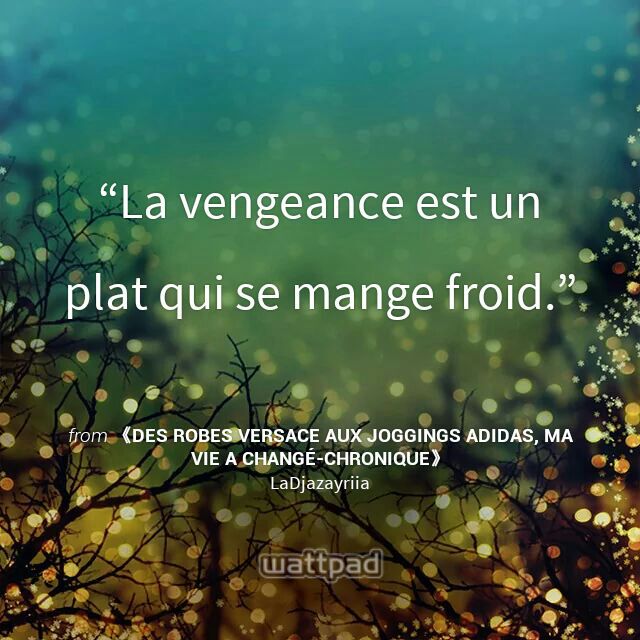 “La vengeance est un
plat qui se mange froid.”
from 《DES ROBES VERSACE AUX JOGGINGS ADIDAS, MA
VIE A CHANGÉ-CHRONIQUE》
LaDjazayriia
wattpad